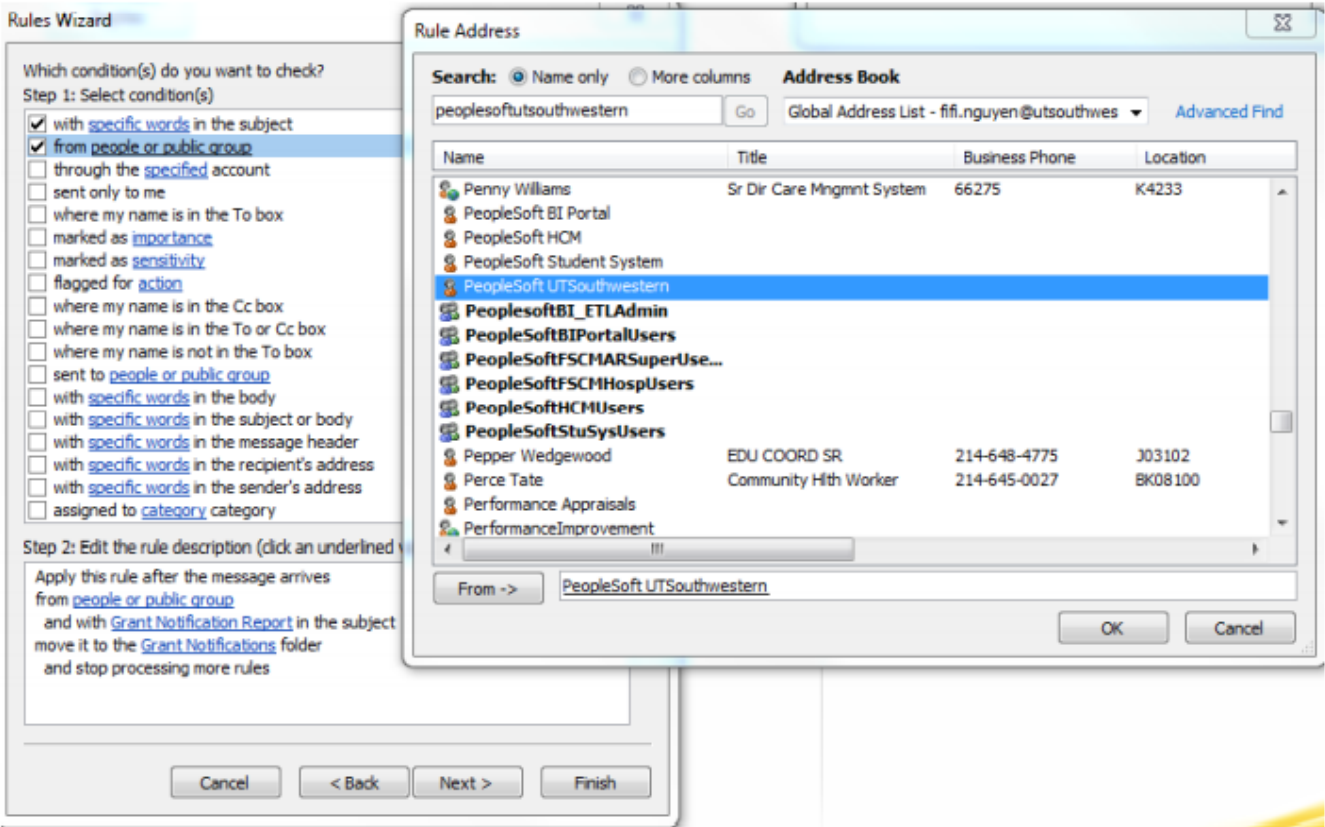 Rules Wizard
Which condition(s) do you want to check?
Step 1: Select condition(s)
with specific words in the subject
from people or public group
through the specified account
sent only to me
where my name is in the To box
marked as importance
marked as sensitivity
flagged for action
where my name is in the Cc box
where my name is in the To or Cc box
where my name is not in the To box
sent to people or public group
with specific words in the body
with specific words in the subject or body
with specific words in the message header
with specific words in the recipient's address
with specific words in the sender's address
assigned to category category
Step 2: Edit the rule description (click an underlined
Apply this rule after the message arrives
from people or public group
and with Grant Notification Report in the subject
move it to the Grant Notifications folder
and stop processing more rules
Cancel < Back Next > Finish
Rule Address
Search: Name only More columns Address Book
peoplesoftutsouthwestern Go Global Address List - fifi.nguyen@utsouthwes Advanced Find
Name Title Business Phone Location
Penny Williams Sr Dir Care Mngmnt System 66275 K4233
PeopleSoft BI Portal
PeopleSoft HCM
PeopleSoft Student System
PeopleSoft UTSouthwestern
PeoplesoftBI_ETLAdmin
PeopleSoftBIPortalUsers
PeopleSoftFSCMARSuperUse...
PeopleSoftFSCMHospUsers
PeopleSoftHCMUsers
PeopleSoftStuSysUsers
Pepper Wedgewood EDU COORD SR 214-648-4775 J03102
Perce Tate Community Hlth Worker 214-645-0027 BK08100
Performance Appraisals
PerformanceImprovement
From -> PeopleSoft UTSouthwestern
OK Cancel